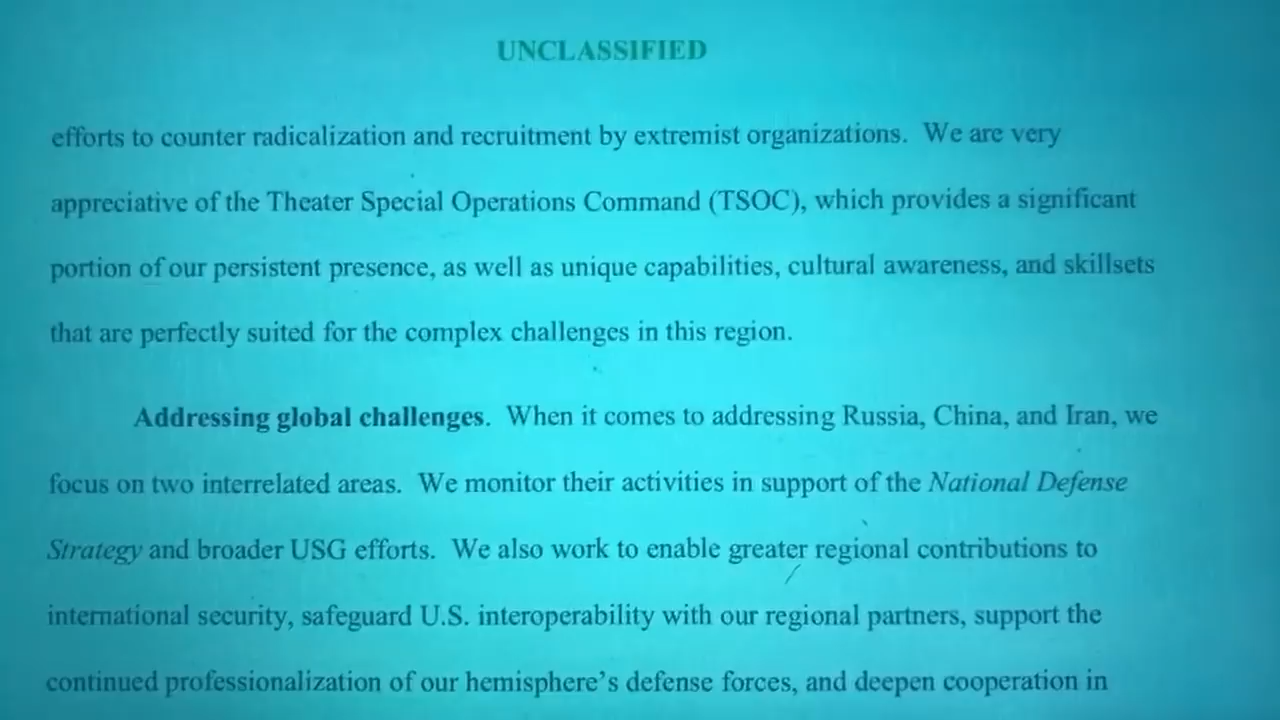 UNCLASSIFIED
efforts to counter radicalization and recruitment by extremist organizations.  We are very
appreciative of the Theater Special Operations Command (TSOC), which provides a significant
portion of our persistent presence, as well as unique capabilities, cultural awareness, and skillsets
that are perfectly suited for the complex challenges in this region.
Addressing global challenges.  When it comes to addressing Russia, China, and Iran, we
focus on two interrelated areas.  We monitor their activities in support of the National Defense
Strategy and broader USG efforts.  We also work to enable greater regional contributions to
international security, safeguard U.S. interoperability with our regional partners, support the
continued professionalization of our hemisphere’s defense forces, and deepen cooperation in